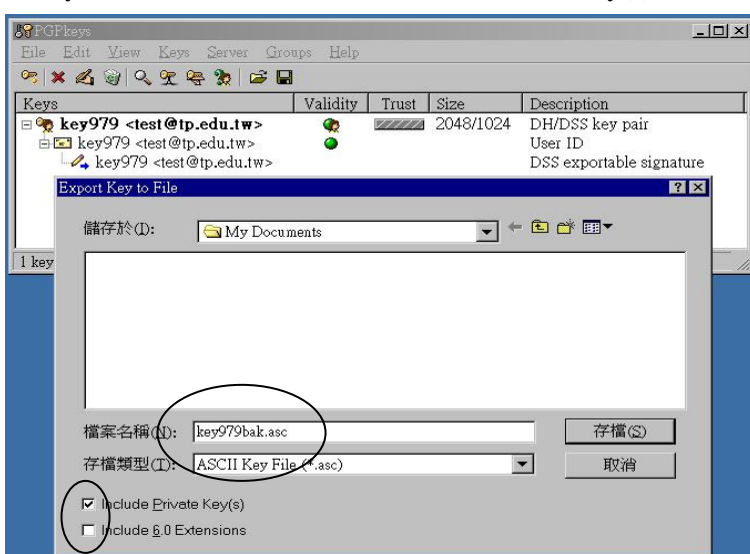 PGPkeys
File Edit View Keys Server Groups Help
Keys Validity Trust Size Description
key979 <test@tp.edu.tw> 2048/1024 DH/DSS key pair
key979 <test@tp.edu.tw> User ID
key979 <test@tp.edu.tw> DSS exportable signature
Export Key to File
儲存於(I): My Documents
1 key
檔案名稱(N): key979bak.asc 存檔(S)
存檔類型(T): ASCII Key File (*.asc) 取消
Include Private Key(s)
Include 6.0 Extensions